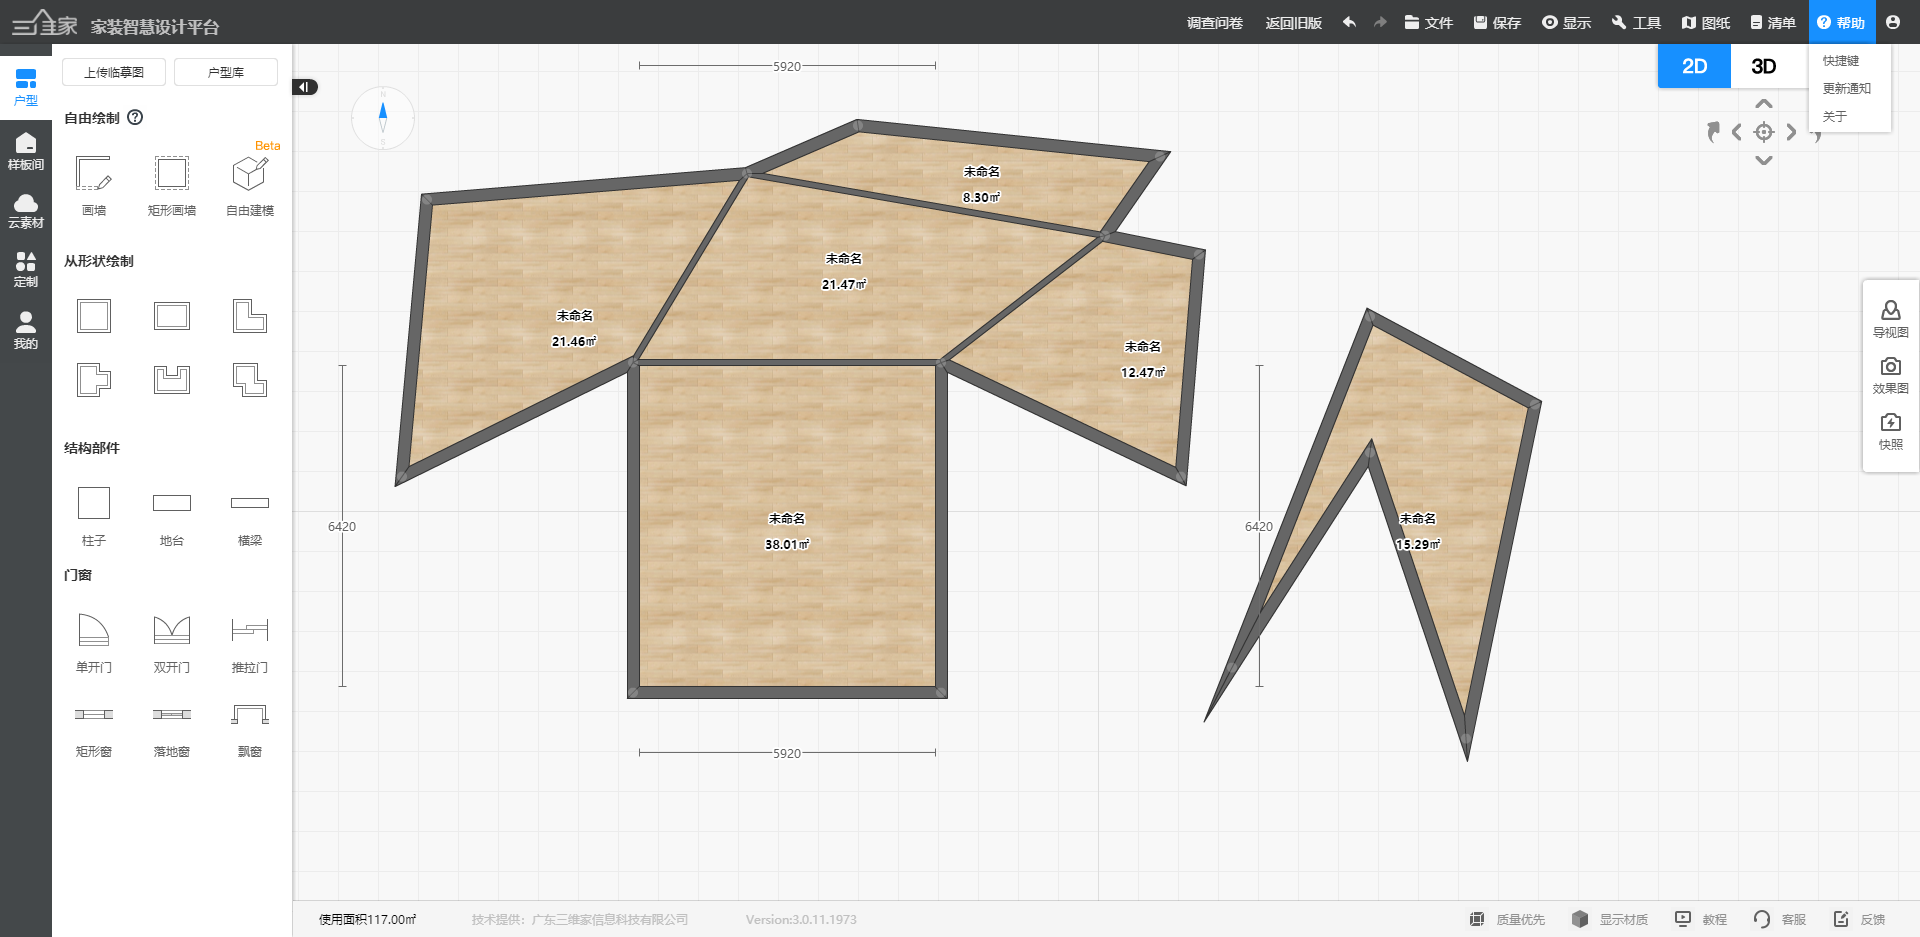 三维家 家装智慧设计平台
调查问卷 返回旧版 文件 保存 显示 工具 图纸 清单 帮助
2D 3D
快捷键
更新通知
关于
户型
样板间
云素材
定制
我的
上传临摹图 户型库
自由绘制
Beta
画墙 矩形画墙 自由建模
从形状绘制
结构部件
柱子 地台 横梁
门窗
单开门 双开门 推拉门
矩形窗 落地窗 飘窗
N
S
5920
未命名
8.30㎡
未命名
21.47㎡
未命名
21.46㎡
未命名
12.47㎡
6420
未命名
38.01㎡
6420
未命名
15.29㎡
5920
导视图
效果图
快照
使用面积117.00㎡ 技术提供：广东三维家信息科技有限公司 Version:3.0.11.1973
质量优先 显示材质 教程 客服 反馈